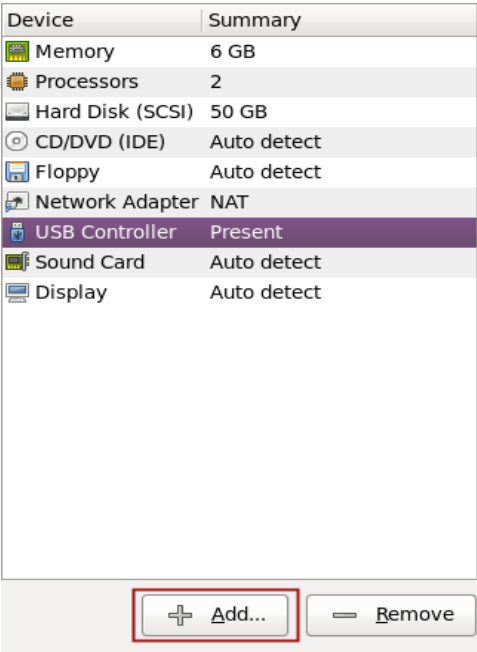 Device Summary
Memory 6 GB
Processors 2
Hard Disk (SCSI) 50 GB
CD/DVD (IDE) Auto detect
Floppy Auto detect
Network Adapter NAT
USB Controller Present
Sound Card Auto detect
Display Auto detect
Add... Remove